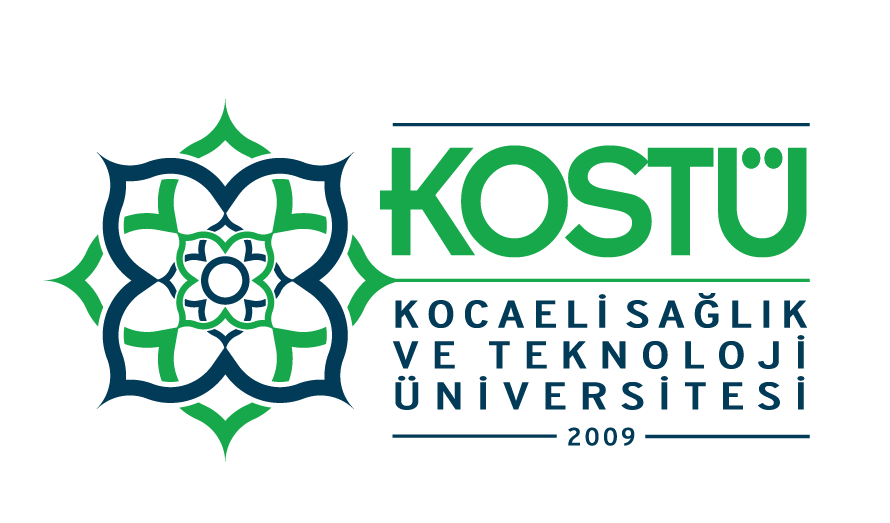 KOSTÜ
KOCAELİ SAĞLIK
VE TEKNOLOJİ
ÜNİVERSİTESİ
2009